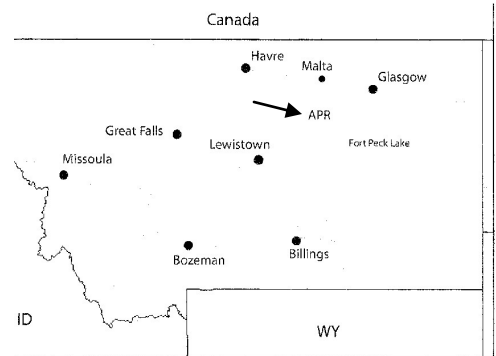 Canada
Havre
Malta
Glasgow
APR
Great Falls
Lewistown
Fort Peck Lake
Missoula
Bozeman
Billings
ID
WY